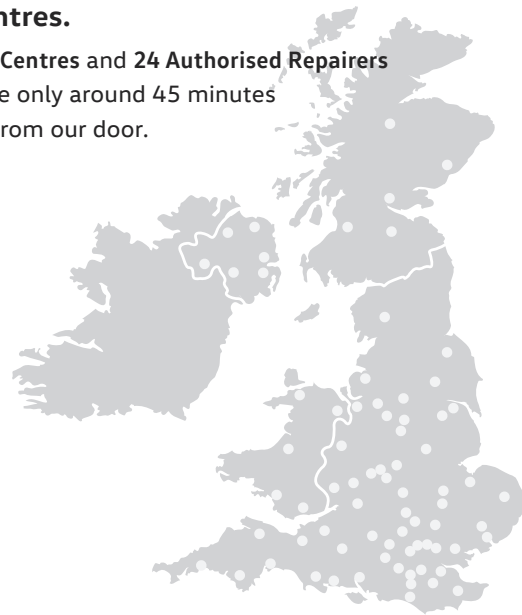 ntres.
Centres and 24 Authorised Repairers
e only around 45 minutes
rom our door.